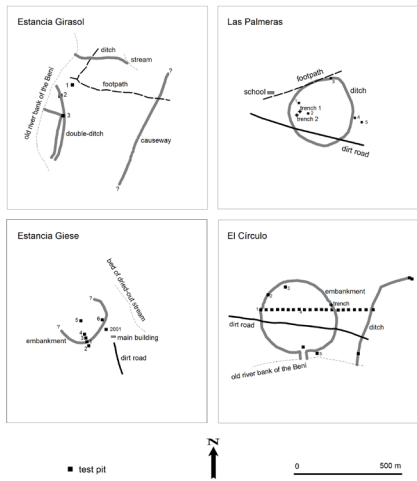 Estancia Girasol
ditch
stream
?
footpath
old river bank of the Beni
1
2
3
double-ditch
causeway
?
Las Palmeras
footpath
3
school
ditch
trench 1
2
4
5
trench 2
dirt road
Estancia Giese
bed of dried-out stream
?
6
5
2001
?
4
3
1
2
main building
embankment
dirt road
El Círculo
embankment
trench
dirt road
ditch
old river bank of the Beni
N
test pit
0
500 m